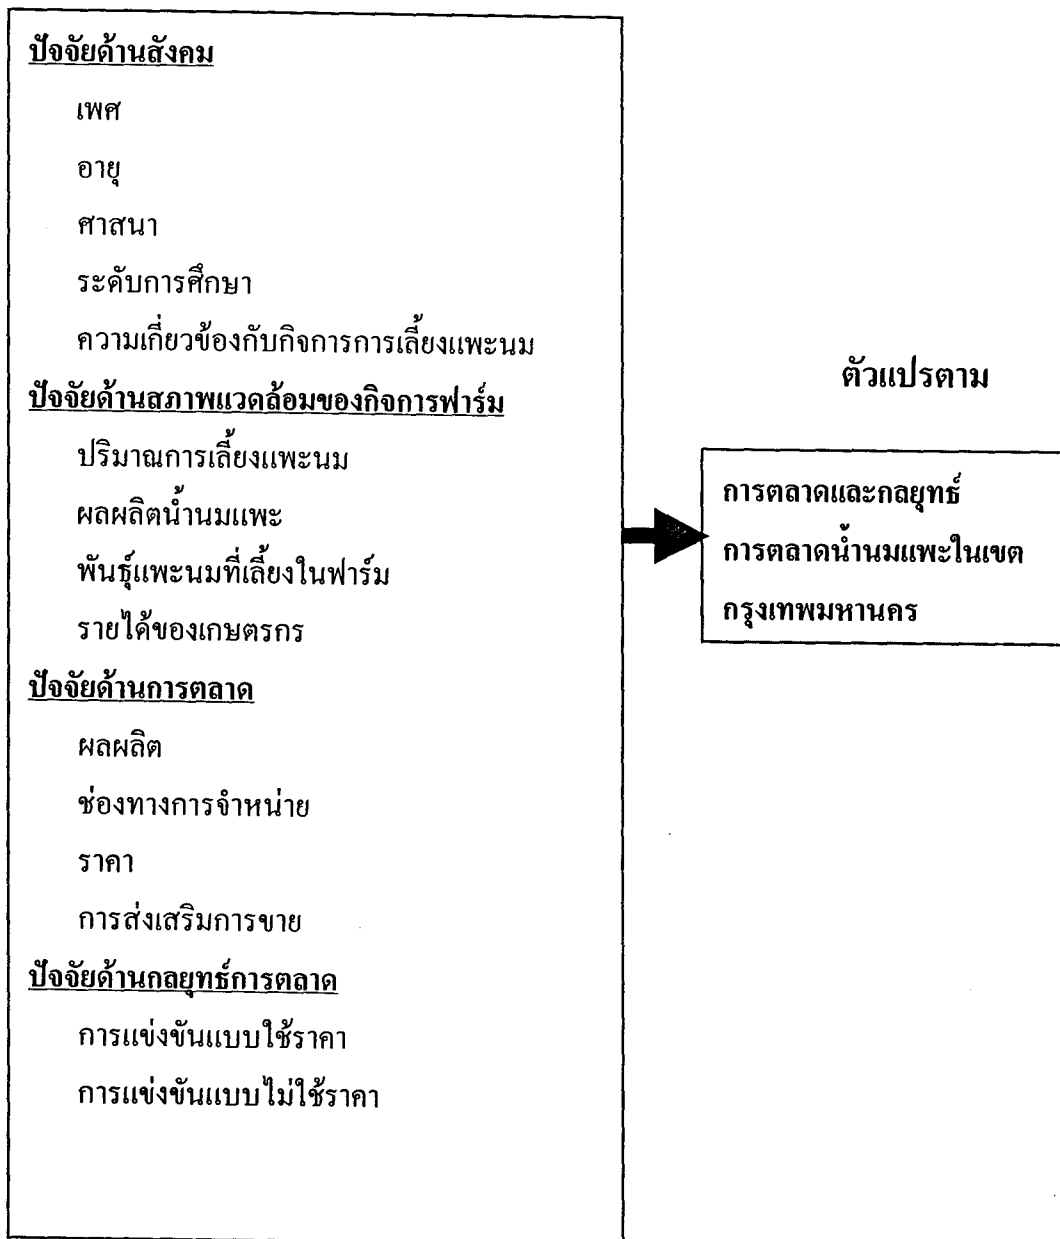 ปัจจัยด้านสังคม
เพศ
อายุ
ศาสนา
ระดับการศึกษา
ความเกี่ยวข้องกับกิจการการเลี้ยงแพะนม
ปัจจัยด้านสภาพแวดล้อมของกิจการฟาร์ม
ปริมาณการเลี้ยงแพะนม
ผลผลิตน้ำนมแพะ
พันธุ์แพะนมที่เลี้ยงในฟาร์ม
รายได้ของเกษตรกร
ปัจจัยด้านการตลาด
ผลผลิต
ช่องทางการจำหน่าย
ราคา
การส่งเสริมการขาย
ปัจจัยด้านกลยุทธ์การตลาด
การแข่งขันแบบใช้ราคา
การแข่งขันแบบไม่ใช้ราคา
ตัวแปรตาม
การตลาดและกลยุทธ์
การตลาดน้ำนมแพะในเขต
กรุงเทพมหานคร